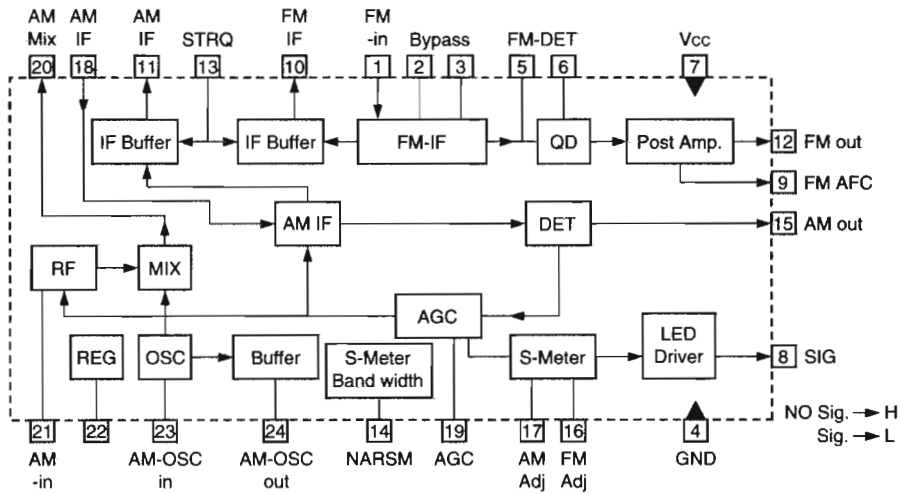 AM AM AM FM FM
Mix IF IF STRQ IF -in Bypass FM-DET Vcc
20 18 11 13 10 1 2 3 5 6 7
IF Buffer IF Buffer FM-IF QD Post Amp. 12 FM out
9 FM AFC
AM IF DET 15 AM out
RF MIX
AGC
REG OSC Buffer S-Meter Band width S-Meter LED Driver 8 SIG
NO Sig. → H
Sig. → L
21 22 23 24 14 19 17 16 4
AM AM-OSC AM-OSC NARSM AGC AM FM GND
-in in out Adj Adj